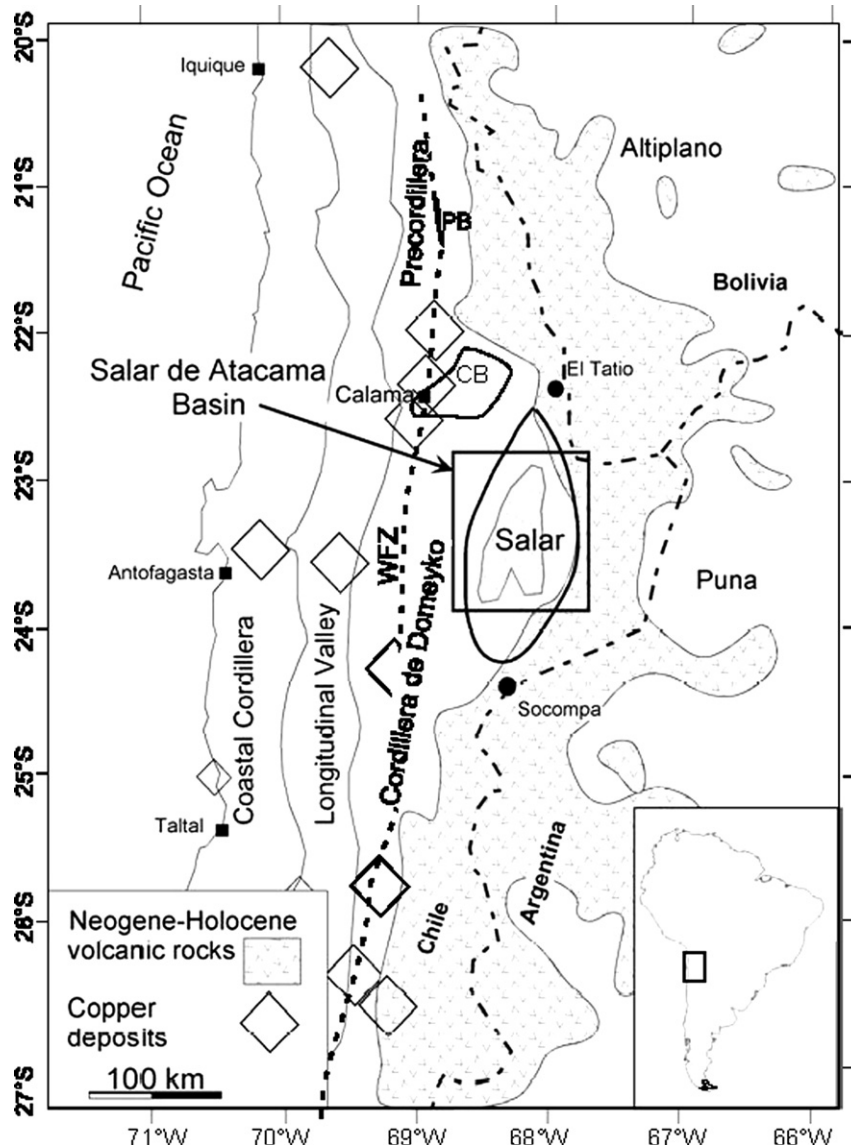 20°S
21°S
22°S
23°S
24°S
25°S
26°S
27°S
Iquique
Pacific Ocean
Precordillera
PB
Altiplano
Bolivia
Salar de Atacama
Basin
Calama
CB
El Tatio
WFZ
Salar
Antofagasta
Puna
Coastal Cordillera
Longitudinal Valley
Cordillera de Domeyko
Socompa
Taltal
Chile
Argentina
Neogene-Holocene
volcanic rocks
Copper
deposits
100 km
71°W
70°W
69°W
68°W
67°W
66°W